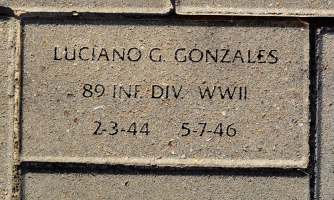 LUCIANO G. GONZALES
89 INF. DIV. WWII
2-3-44 5-7-46